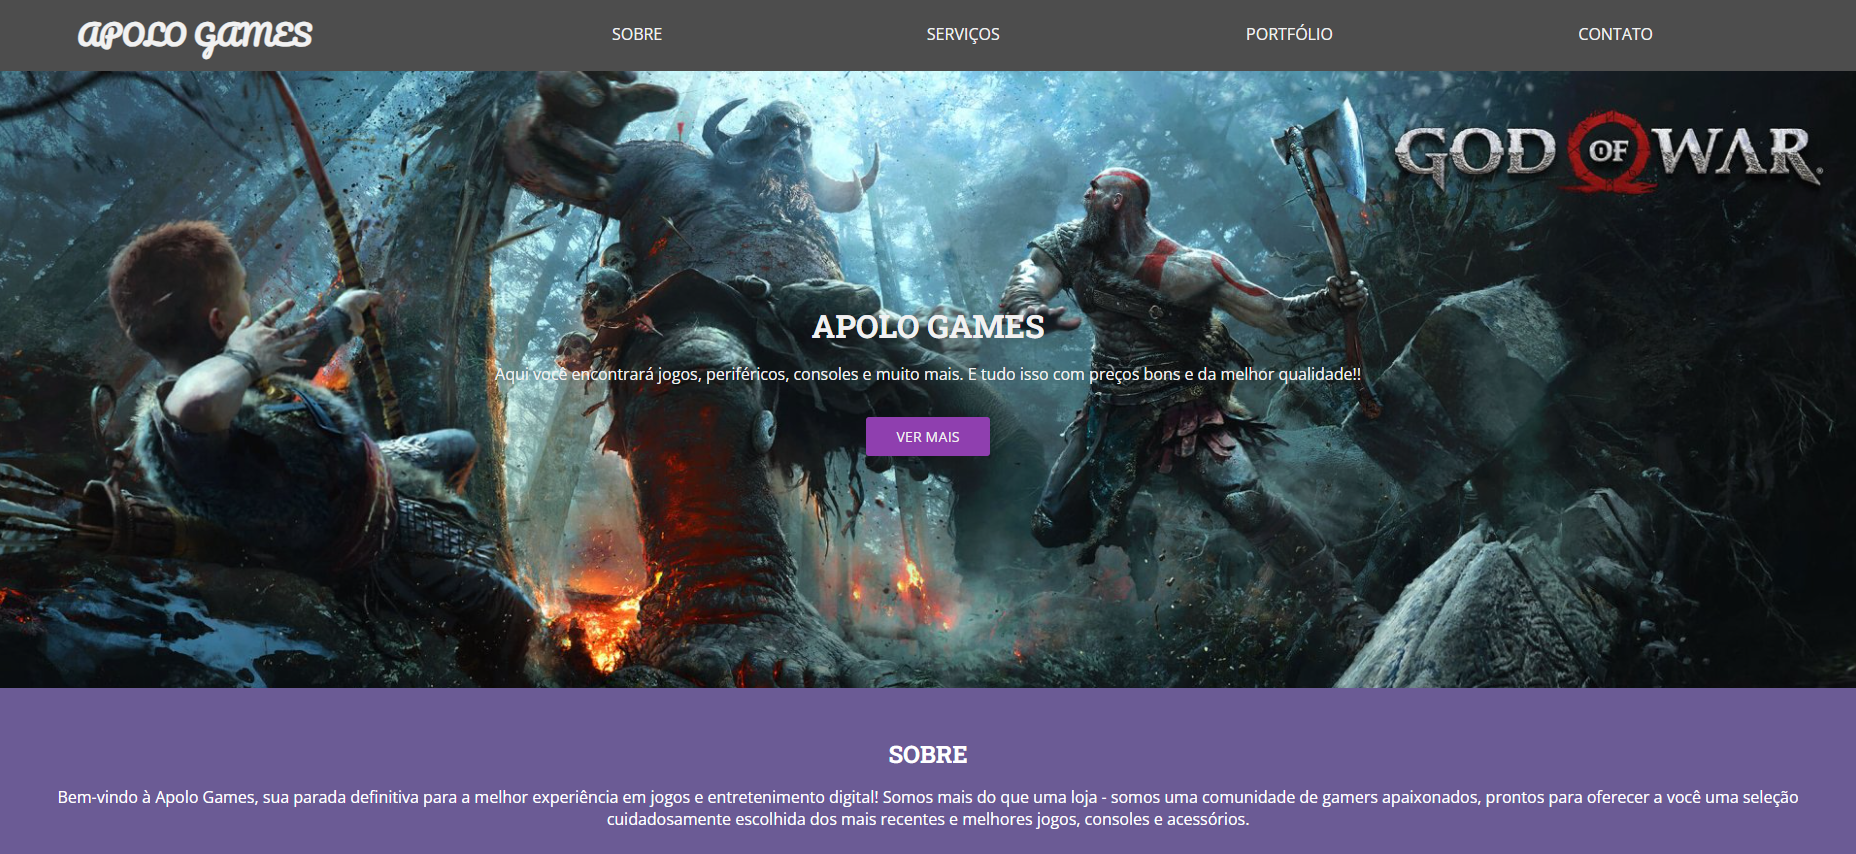 APOLO GAMES
SOBRE
SERVIÇOS
PORTFÓLIO
CONTATO
GOD OF WAR
APOLO GAMES
Aqui você encontrará jogos, periféricos, consoles e muito mais. E tudo isso com preços bons e da melhor qualidade!!
VER MAIS
SOBRE
Bem-vindo à Apolo Games, sua parada definitiva para a melhor experiência em jogos e entretenimento digital! Somos mais do que uma loja - somos uma comunidade de gamers apaixonados, prontos para oferecer a você uma seleção
cuidadosamente escolhida dos mais recentes e melhores jogos, consoles e acessórios.